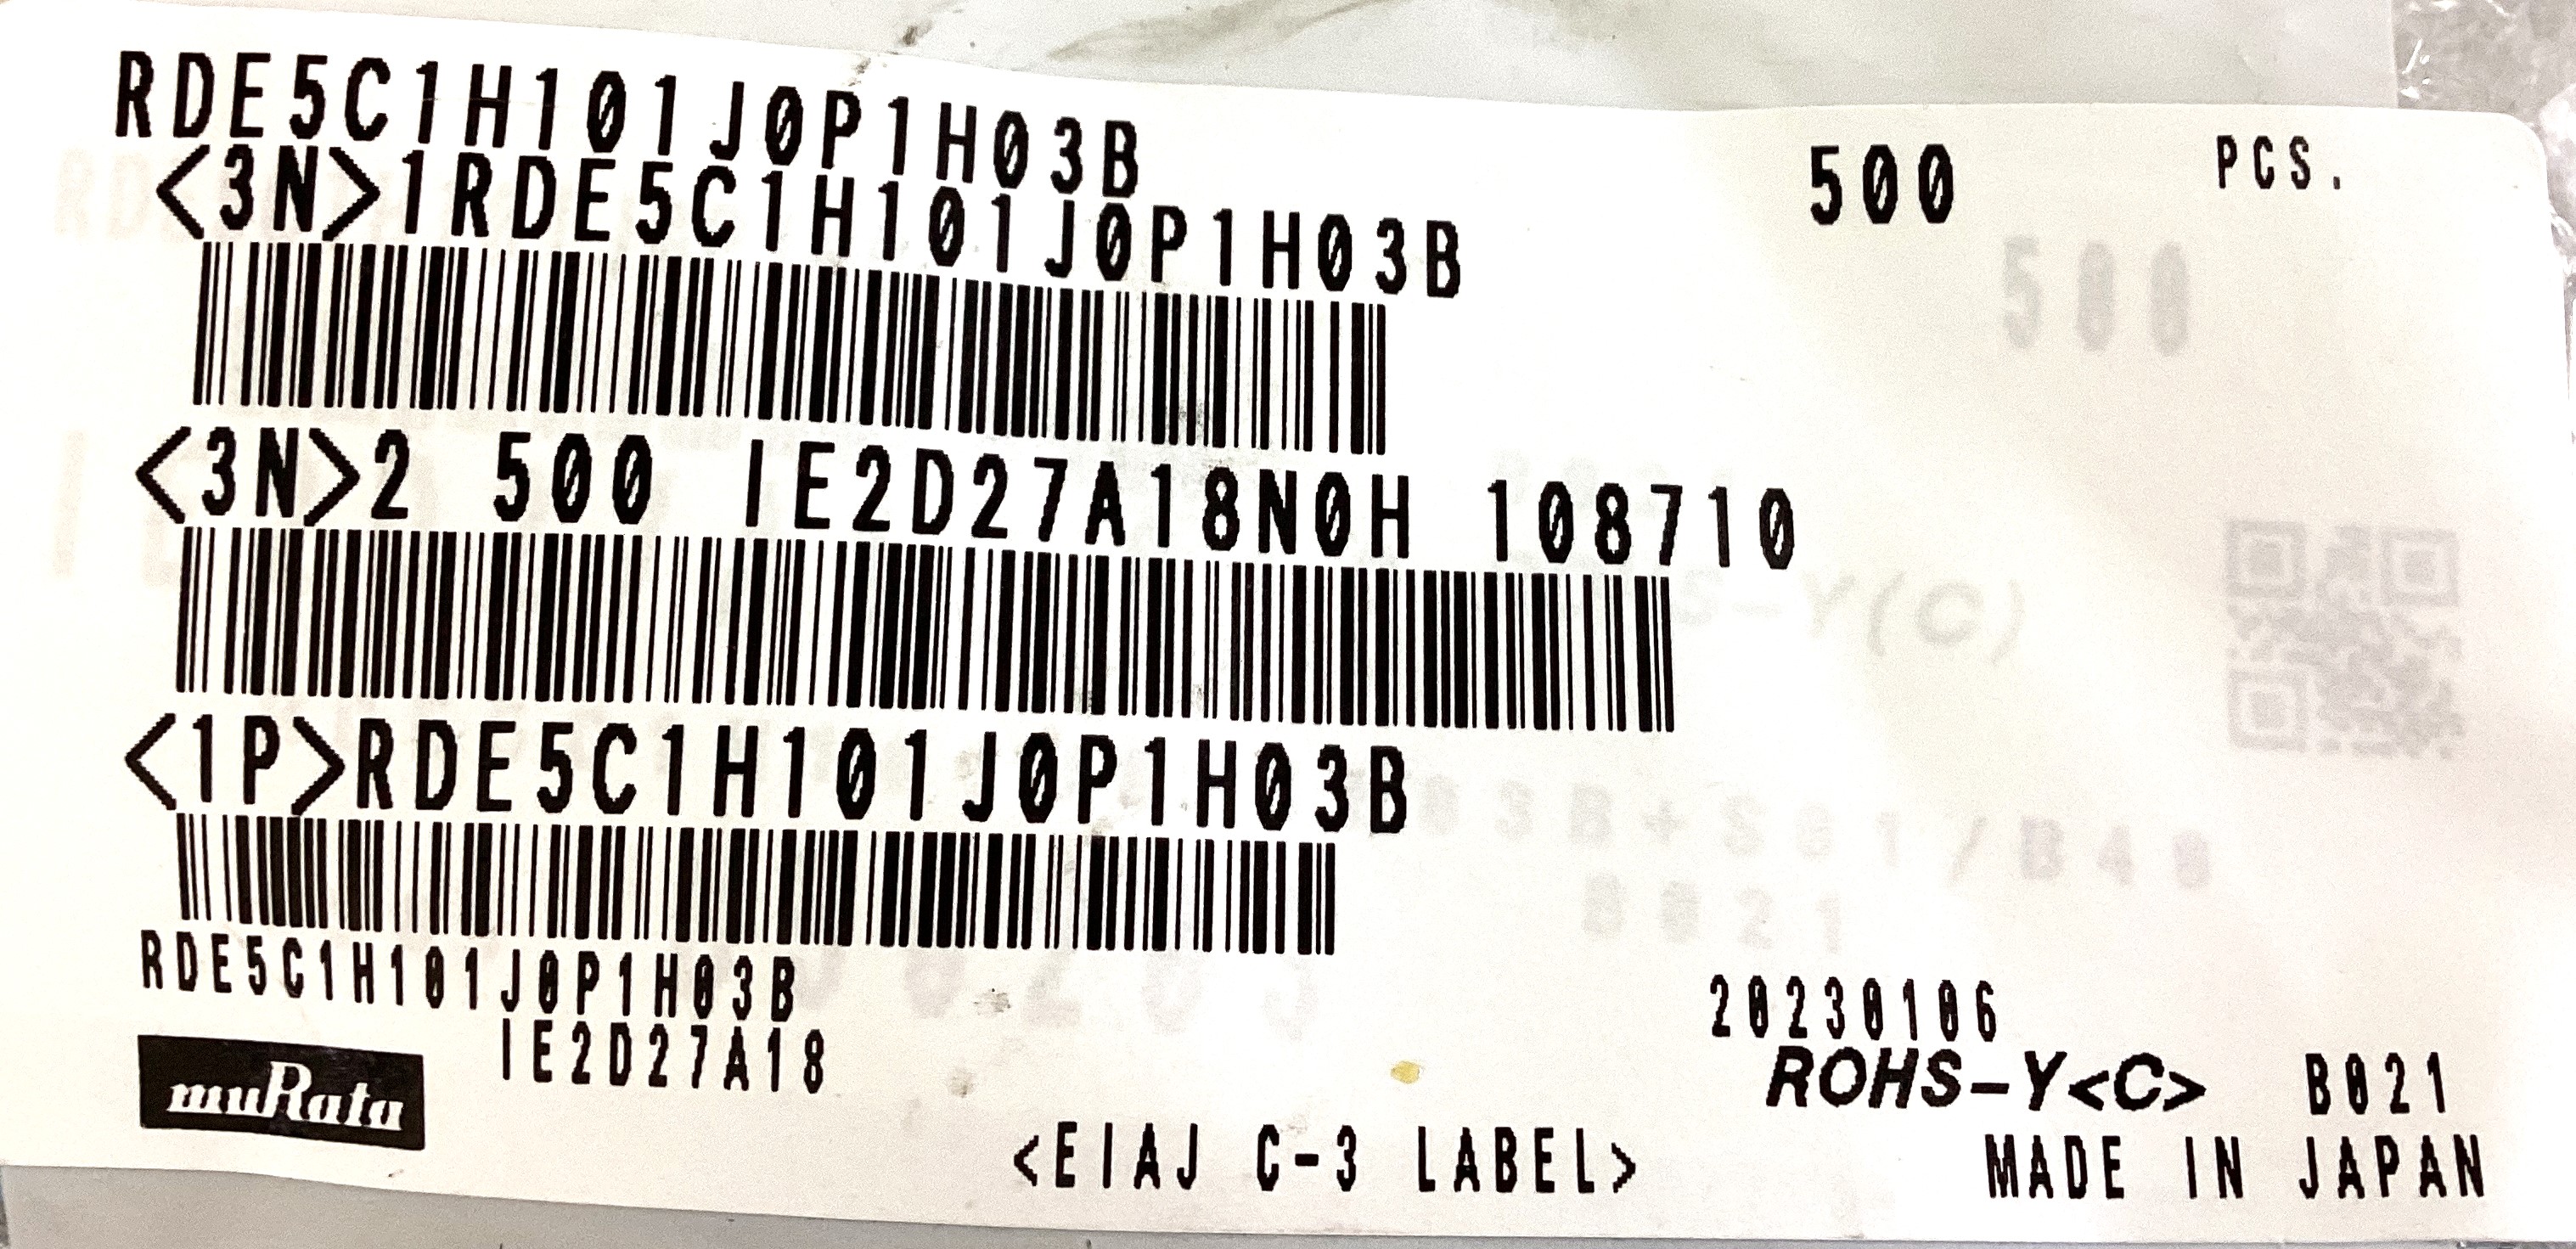 RDE5C1H101J0P1H03B
500 PCS.
<3N>1RDE5C1H101J0P1H03B
<3N>2 500 IE2D27A18N0H 108710
<1P>RDE5C1H101J0P1H03B
RDE5C1H101J0P1H03B
20230106
IE2D27A18
muRata
ROHS-Y<C> B021
<EIAJ C-3 LABEL>
MADE IN JAPAN